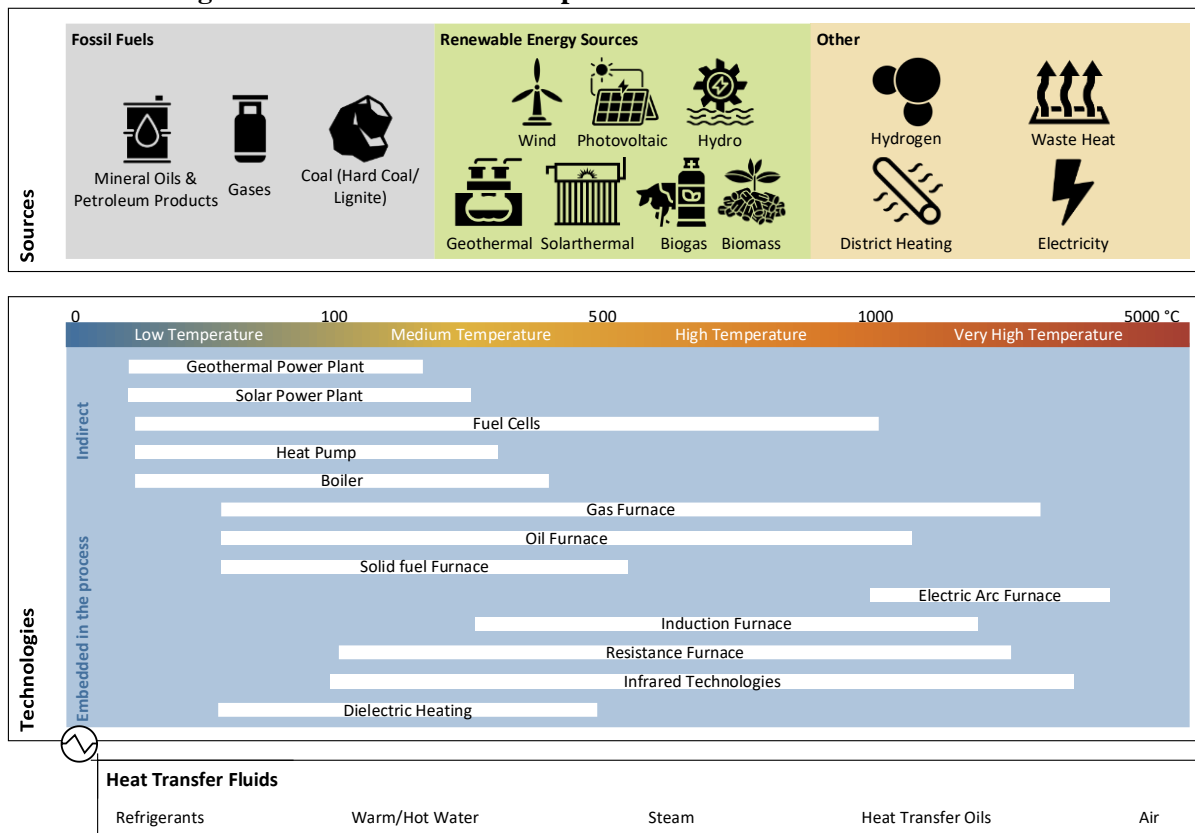 Fossil Fuels
Renewable Energy Sources
Other
Wind
Photovoltaic
Hydro
Hydrogen
Waste Heat
Mineral Oils &
Petroleum Products
Gases
Coal (Hard Coal/
Lignite)
Geothermal
Solarthermal
Biogas
Biomass
District Heating
Electricity
Sources
0
100
500
1000
5000 °C
Low Temperature
Medium Temperature
High Temperature
Very High Temperature
Indirect
Geothermal Power Plant
Solar Power Plant
Fuel Cells
Heat Pump
Boiler
Embedded in the process
Gas Furnace
Oil Furnace
Solid fuel Furnace
Electric Arc Furnace
Induction Furnace
Resistance Furnace
Infrared Technologies
Dielectric Heating
Technologies
Heat Transfer Fluids
Refrigerants
Warm/Hot Water
Steam
Heat Transfer Oils
Air